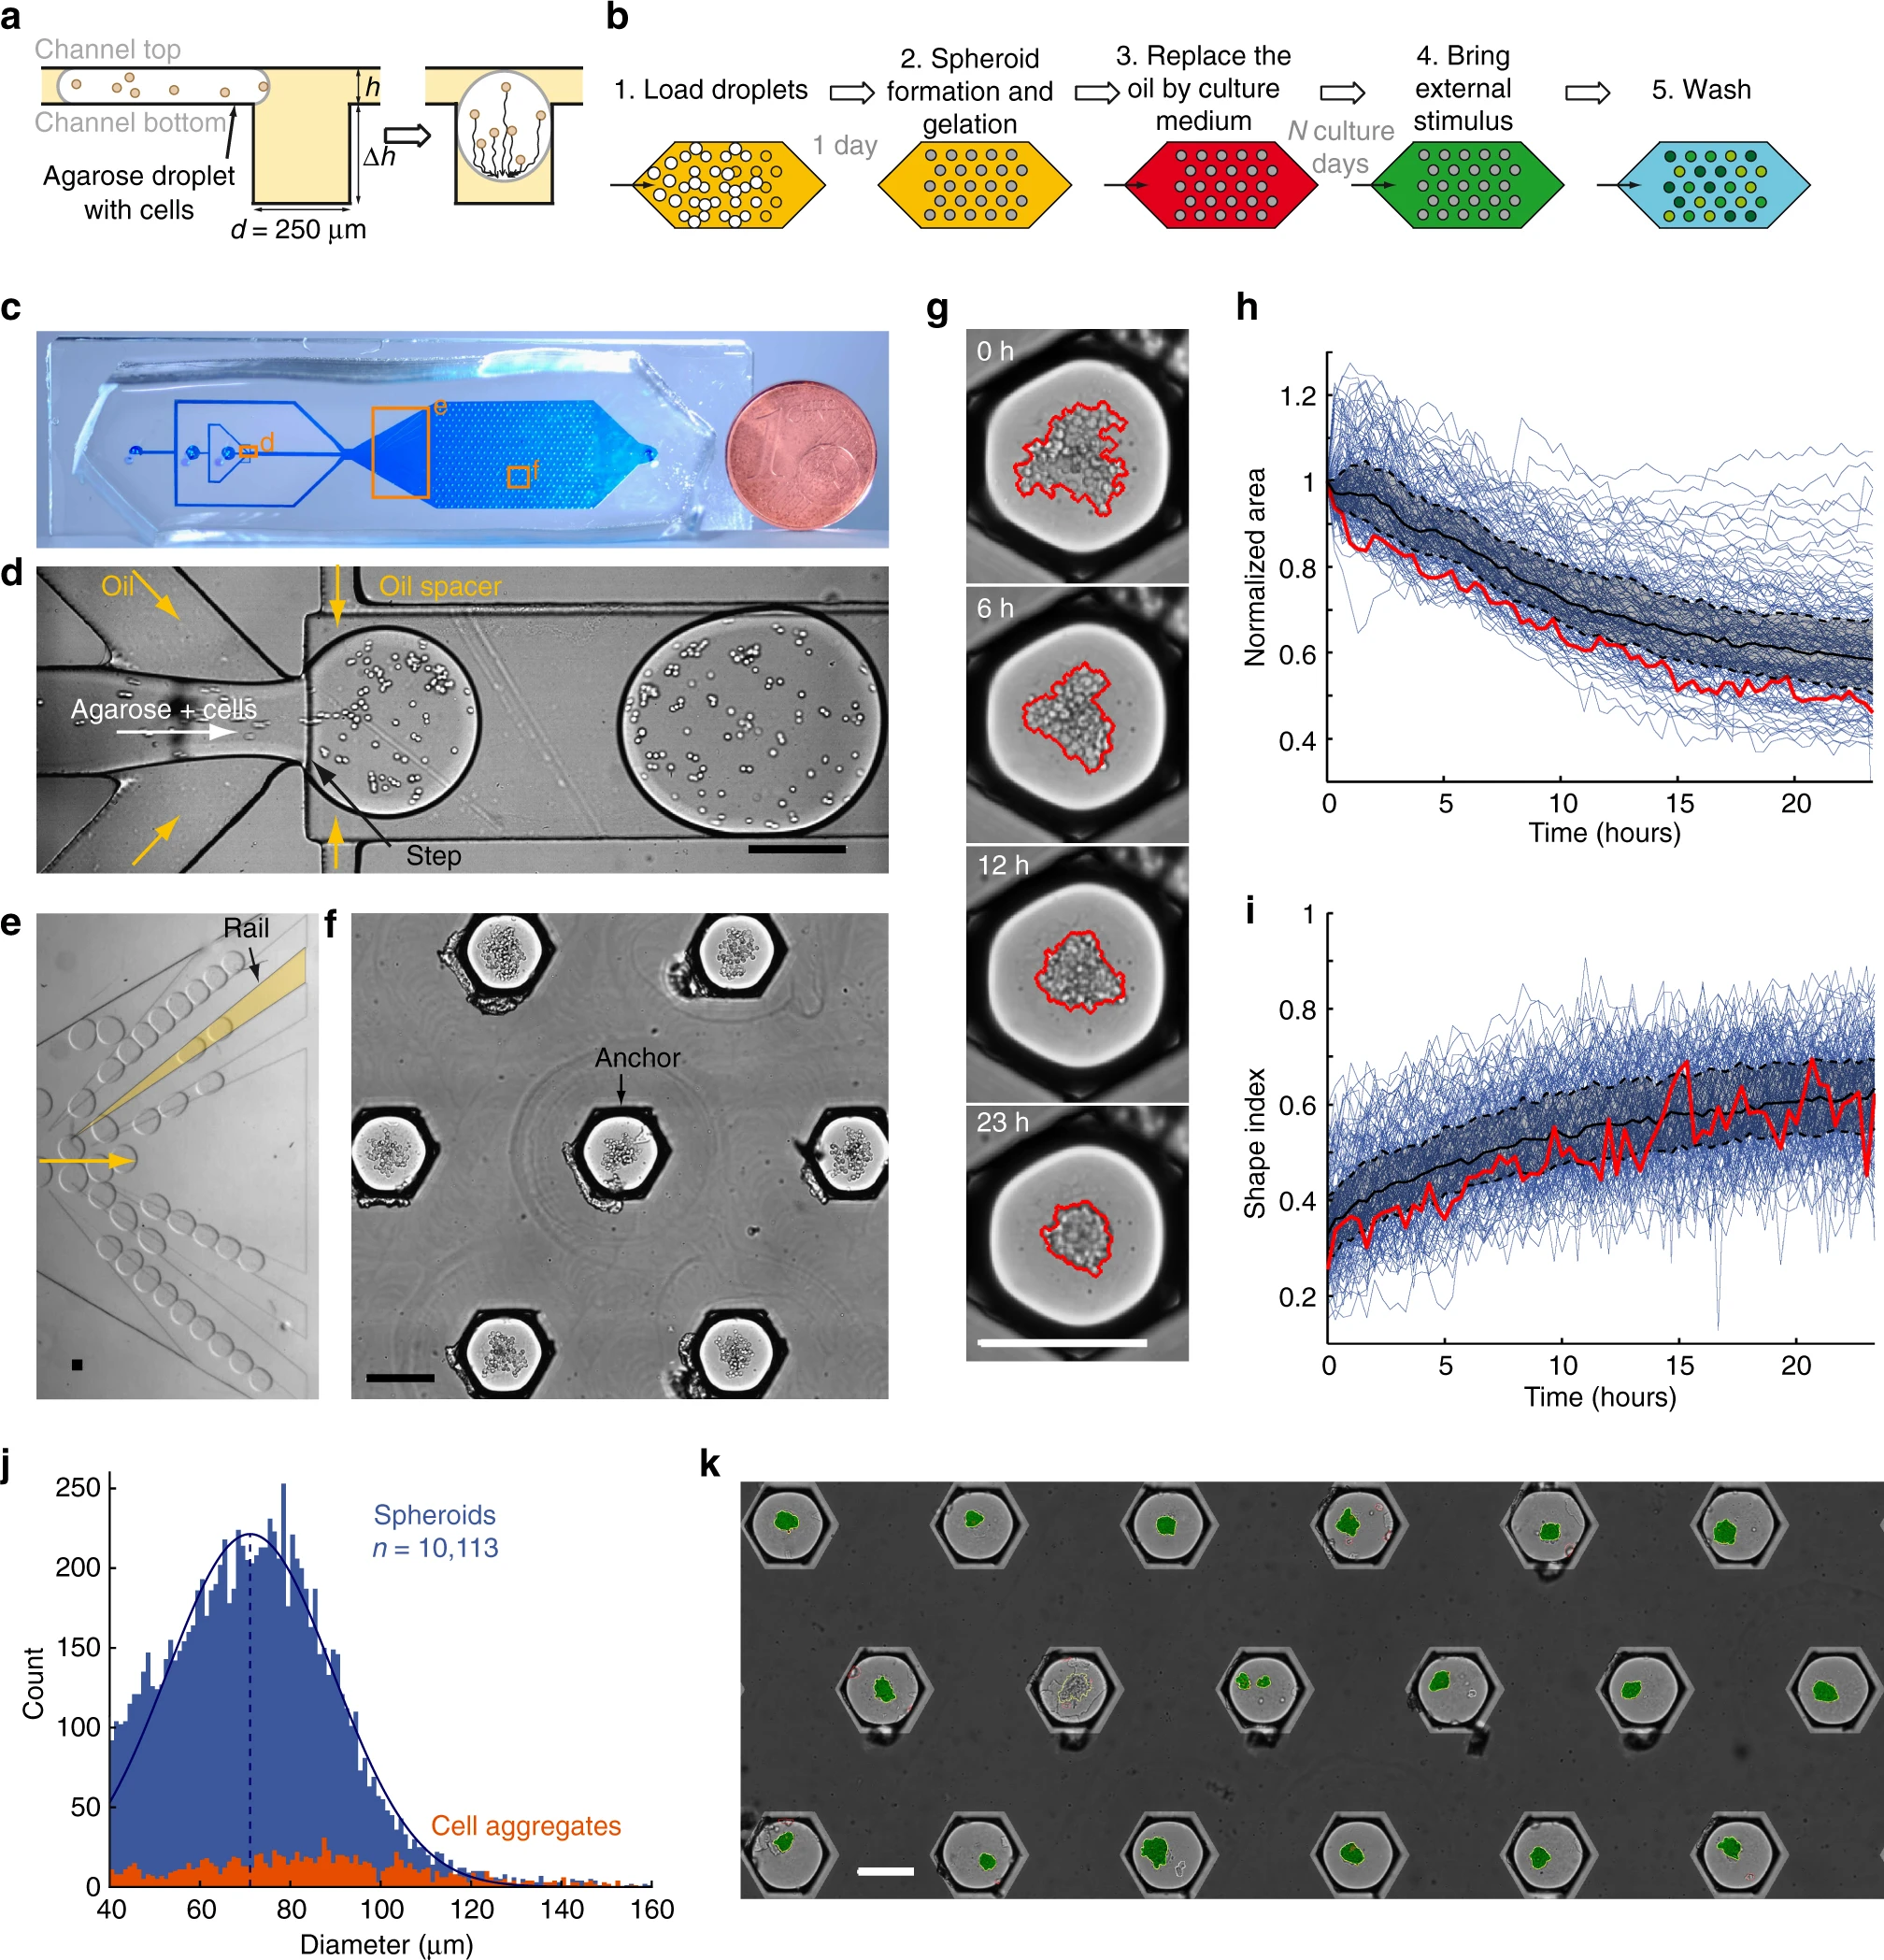 a
Channel top
h
Channel bottom
Δh
Agarose droplet
with cells
d = 250 μm
b
1. Load droplets
2. Spheroid
formation and
gelation
3. Replace the
oil by culture
medium
4. Bring
external
stimulus
5. Wash
1 day
N culture
days
c
d
e
f
d
Oil
Oil spacer
Agarose + cells
Step
e
Rail
f
Anchor
g
0 h
6 h
12 h
23 h
h
Normalized area
1.2
1
0.8
0.6
0.4
0
5
10
15
20
Time (hours)
i
Shape index
1
0.8
0.6
0.4
0.2
0
5
10
15
20
Time (hours)
j
Count
250
200
150
100
50
0
Spheroids
n = 10,113
Cell aggregates
40
60
80
100
120
140
160
Diameter (μm)
k